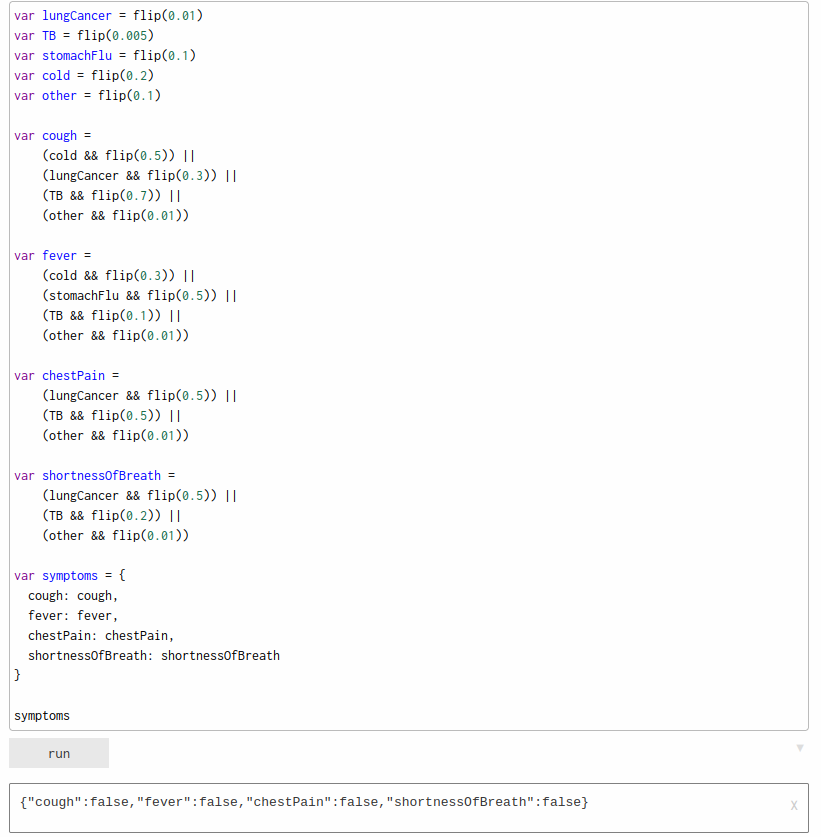 var lungCancer = flip(0.01)
var TB = flip(0.005)
var stomachFlu = flip(0.1)
var cold = flip(0.2)
var other = flip(0.1)

var cough =
    (cold && flip(0.5)) ||
    (lungCancer && flip(0.3)) ||
    (TB && flip(0.7)) ||
    (other && flip(0.01))

var fever =
    (cold && flip(0.3)) ||
    (stomachFlu && flip(0.5)) ||
    (TB && flip(0.1)) ||
    (other && flip(0.01))

var chestPain =
    (lungCancer && flip(0.5)) ||
    (TB && flip(0.5)) ||
    (other && flip(0.01))

var shortnessOfBreath =
    (lungCancer && flip(0.5)) ||
    (TB && flip(0.2)) ||
    (other && flip(0.01))

var symptoms = {
  cough: cough,
  fever: fever,
  chestPain: chestPain,
  shortnessOfBreath: shortnessOfBreath
}

symptoms
run
▼
{"cough":false,"fever":false,"chestPain":false,"shortnessOfBreath":false}
x